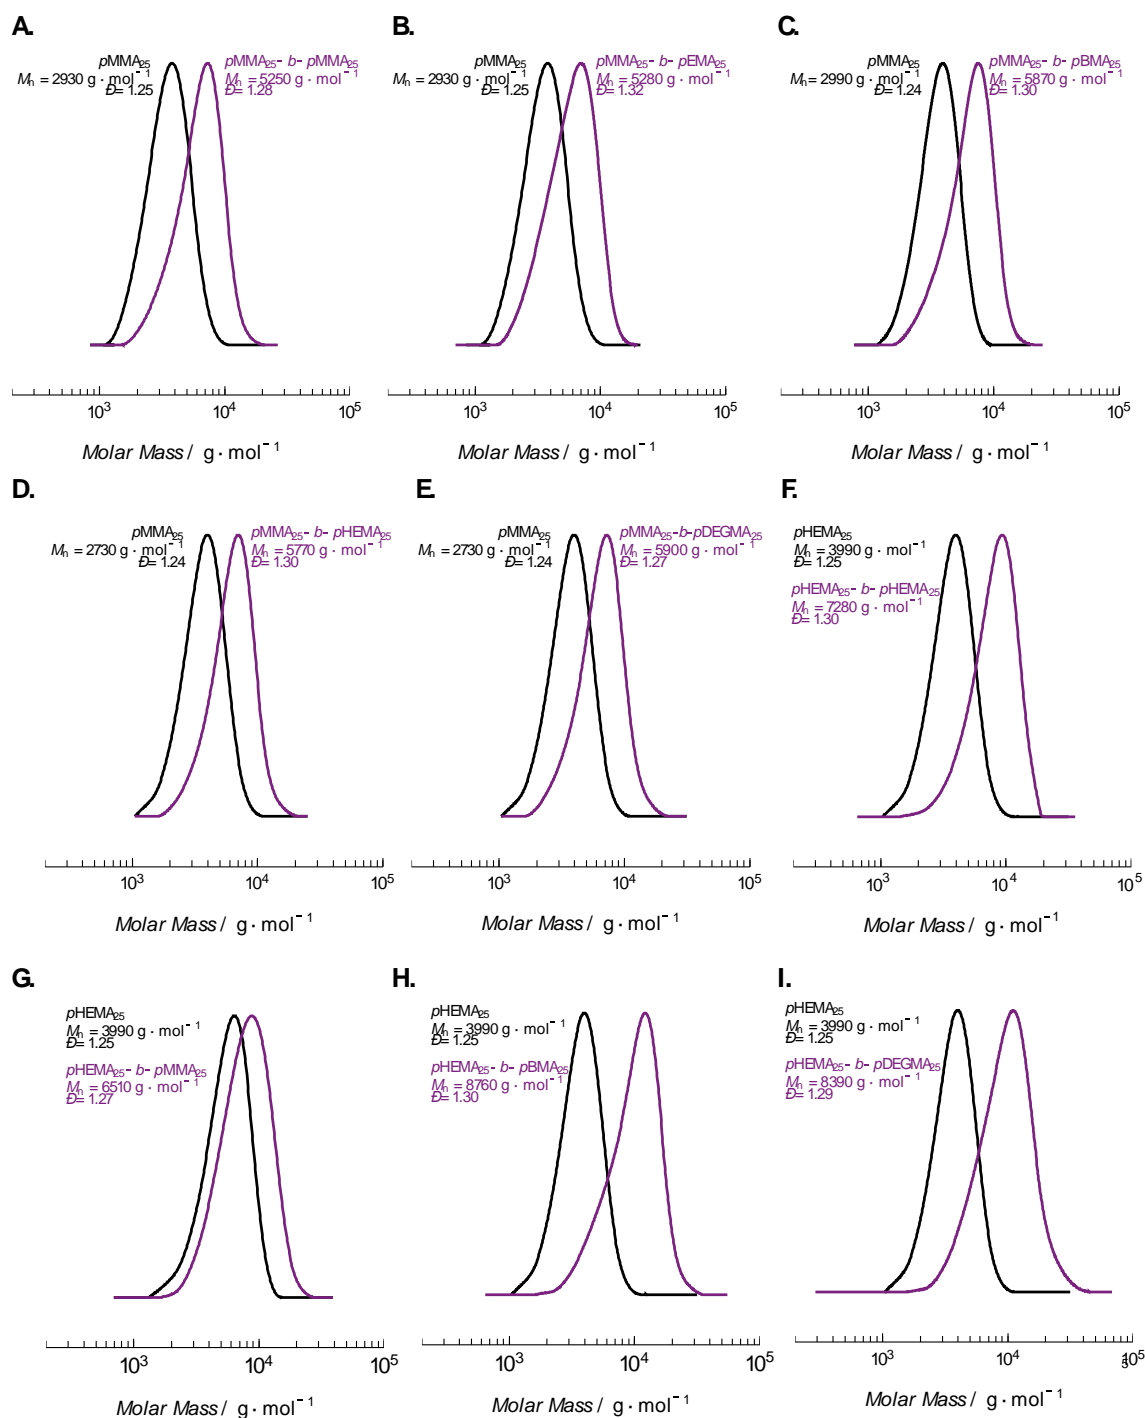 A.
pMMA₂₅
Mₙ = 2930 g · mol⁻¹
Đ= 1.25
pMMA₂₅- b- pMMA₂₅
Mₙ = 5250 g · mol⁻¹
Đ= 1.28
10³ 10⁴ 10⁵
Molar Mass / g · mol⁻¹
B.
pMMA₂₅
Mₙ = 2930 g · mol⁻¹
Đ= 1.25
pMMA₂₅- b- pEMA₂₅
Mₙ = 5280 g · mol⁻¹
Đ= 1.32
10³ 10⁴ 10⁵
Molar Mass / g · mol⁻¹
C.
pMMA₂₅
Mₙ = 2990 g · mol⁻¹
Đ= 1.24
pMMA₂₅- b- pBMA₂₅
Mₙ = 5870 g · mol⁻¹
Đ= 1.30
10³ 10⁴ 10⁵
Molar Mass / g · mol⁻¹
D.
pMMA₂₅
Mₙ = 2730 g · mol⁻¹
Đ= 1.24
pMMA₂₅- b- pHEMA₂₅
Mₙ = 5770 g · mol⁻¹
Đ= 1.30
10³ 10⁴ 10⁵
Molar Mass / g · mol⁻¹
E.
pMMA₂₅
Mₙ = 2730 g · mol⁻¹
Đ= 1.24
pMMA₂₅- b-pDEGMA₂₅
Mₙ = 5900 g · mol⁻¹
Đ= 1.27
10³ 10⁴ 10⁵
Molar Mass / g · mol⁻¹
F.
pHEMA₂₅
Mₙ = 3990 g · mol⁻¹
Đ= 1.25
pHEMA₂₅- b- pHEMA₂₅
Mₙ = 7280 g · mol⁻¹
Đ= 1.30
10³ 10⁴ 10⁵
Molar Mass / g · mol⁻¹
G.
pHEMA₂₅
Mₙ = 3990 g · mol⁻¹
Đ= 1.25
pHEMA₂₅- b- pMMA₂₅
Mₙ = 6510 g · mol⁻¹
Đ= 1.27
10³ 10⁴ 10⁵
Molar Mass / g · mol⁻¹
H.
pHEMA₂₅
Mₙ = 3990 g · mol⁻¹
Đ= 1.25
pHEMA₂₅- b- pBMA₂₅
Mₙ = 8760 g · mol⁻¹
Đ= 1.30
10³ 10⁴ 10⁵
Molar Mass / g · mol⁻¹
I.
pHEMA₂₅
Mₙ = 3990 g · mol⁻¹
Đ= 1.25
pHEMA₂₅- b- pDEGMA₂₅
Mₙ = 8390 g · mol⁻¹
Đ= 1.29
10³ 10⁴ 10⁵
Molar Mass / g · mol⁻¹